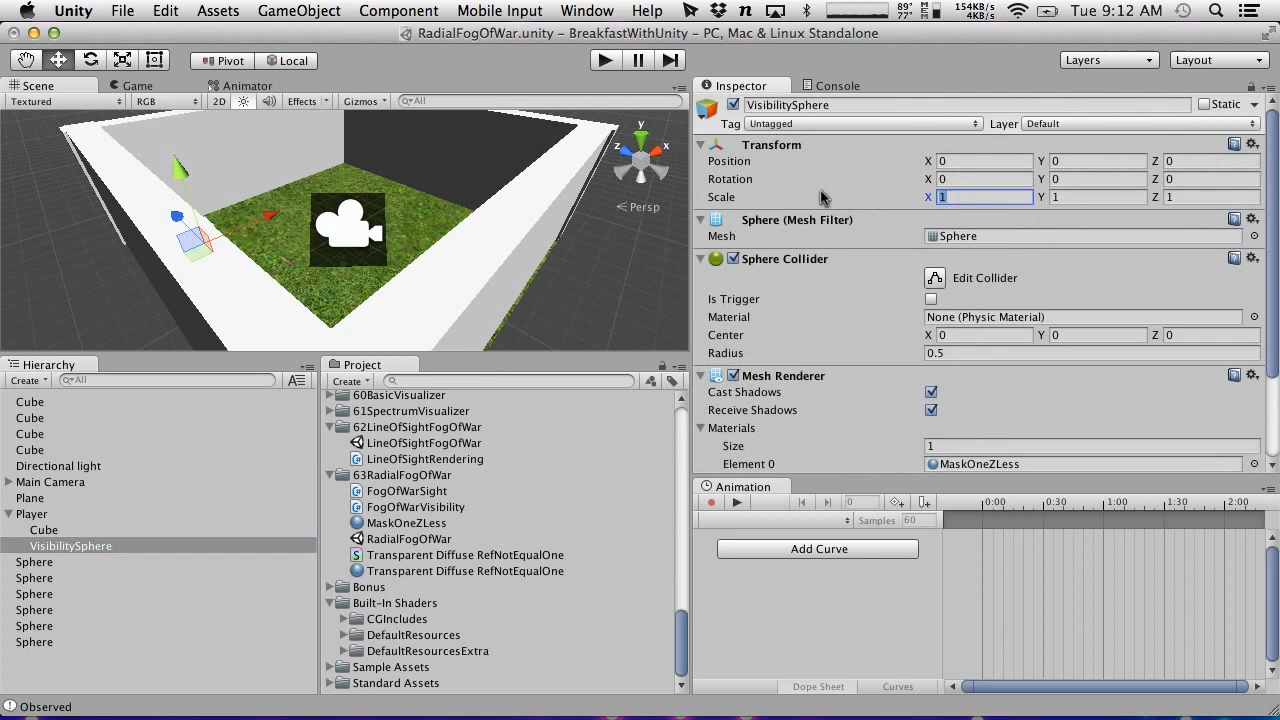 Unity File Edit Assets GameObject Component Mobile Input Window Help 89° 77° 154KB/s 4KB/s Tue 9:12 AM
RadialFogOfWar.unity - BreakfastWithUnity - PC, Mac & Linux Standalone
Pivot Local Layers Layout
Scene Game Animator
Textured RGB 2D Effects Gizmos All
y
z x
Persp
Inspector Console
VisibilitySphere Static
Tag Untagged Layer Default
Transform
Position X 0 Y 0 Z 0
Rotation X 0 Y 0 Z 0
Scale X 1 Y 1 Z 1
Sphere (Mesh Filter)
Mesh Sphere
Sphere Collider
Edit Collider
Is Trigger
Material None (Physic Material)
Center X 0 Y 0 Z 0
Radius 0.5
Mesh Renderer
Cast Shadows
Receive Shadows
Materials
Size 1
Element 0 MaskOneZLess
Hierarchy
Create All
Cube
Cube
Cube
Cube
Directional light
Main Camera
Plane
Player
Cube
VisibilitySphere
Sphere
Sphere
Sphere
Sphere
Sphere
Sphere
Project
Create
60BasicVisualizer
61SpectrumVisualizer
62LineOfSightFogOfWar
LineOfSightFogOfWar
LineOfSightRendering
63RadialFogOfWar
FogOfWarSight
FogOfWarVisibility
MaskOneZLess
RadialFogOfWar
Transparent Diffuse RefNotEqualOne
Transparent Diffuse RefNotEqualOne
Bonus
Built-In Shaders
CGIncludes
DefaultResources
DefaultResourcesExtra
Sample Assets
Standard Assets
Animation
0 0:00 0:30 1:00 1:30 2:00
Samples 60
Add Curve
Dope Sheet Curves
Observed